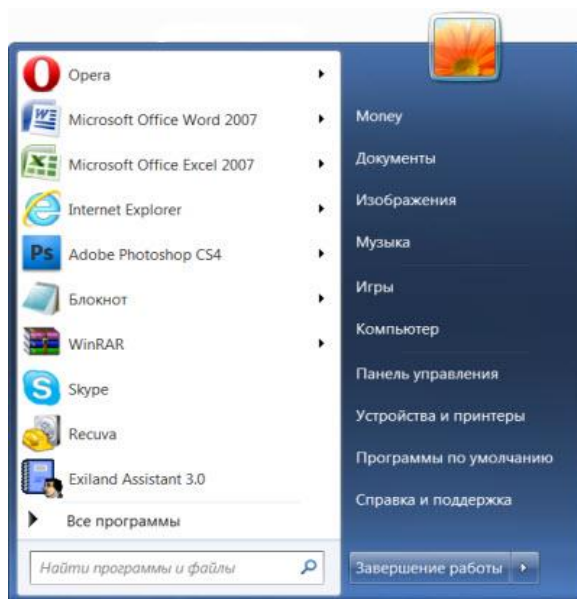 Opera
Microsoft Office Word 2007
Microsoft Office Excel 2007
Internet Explorer
Adobe Photoshop CS4
Ps
Блокнот
WinRAR
Skype
Recuva
Exiland Assistant 3.0
Все программы
Найти программы и файлы
Money
Документы
Изображения
Музыка
Игры
Компьютер
Панель управления
Устройства и принтеры
Программы по умолчанию
Справка и поддержка
Завершение работы